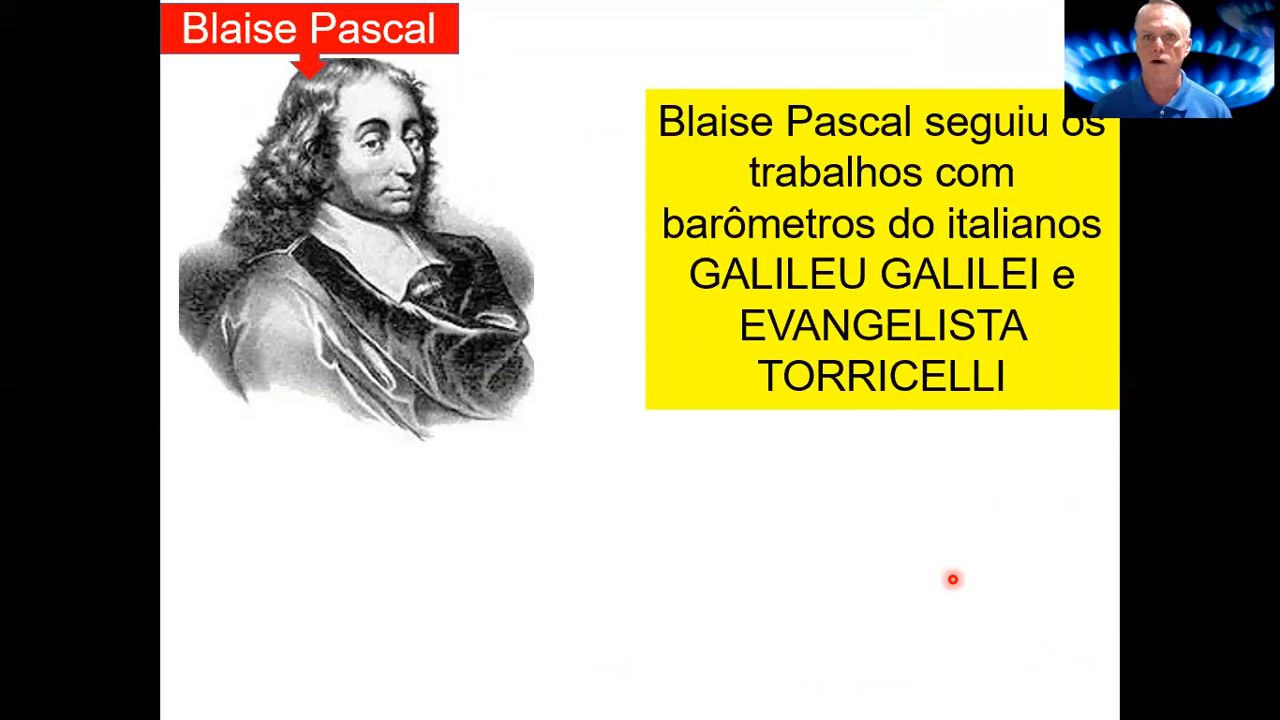 Blaise Pascal
Blaise Pascal seguiu os
trabalhos com
barômetros do italianos
GALILEU GALILEI e
EVANGELISTA
TORRICELLI